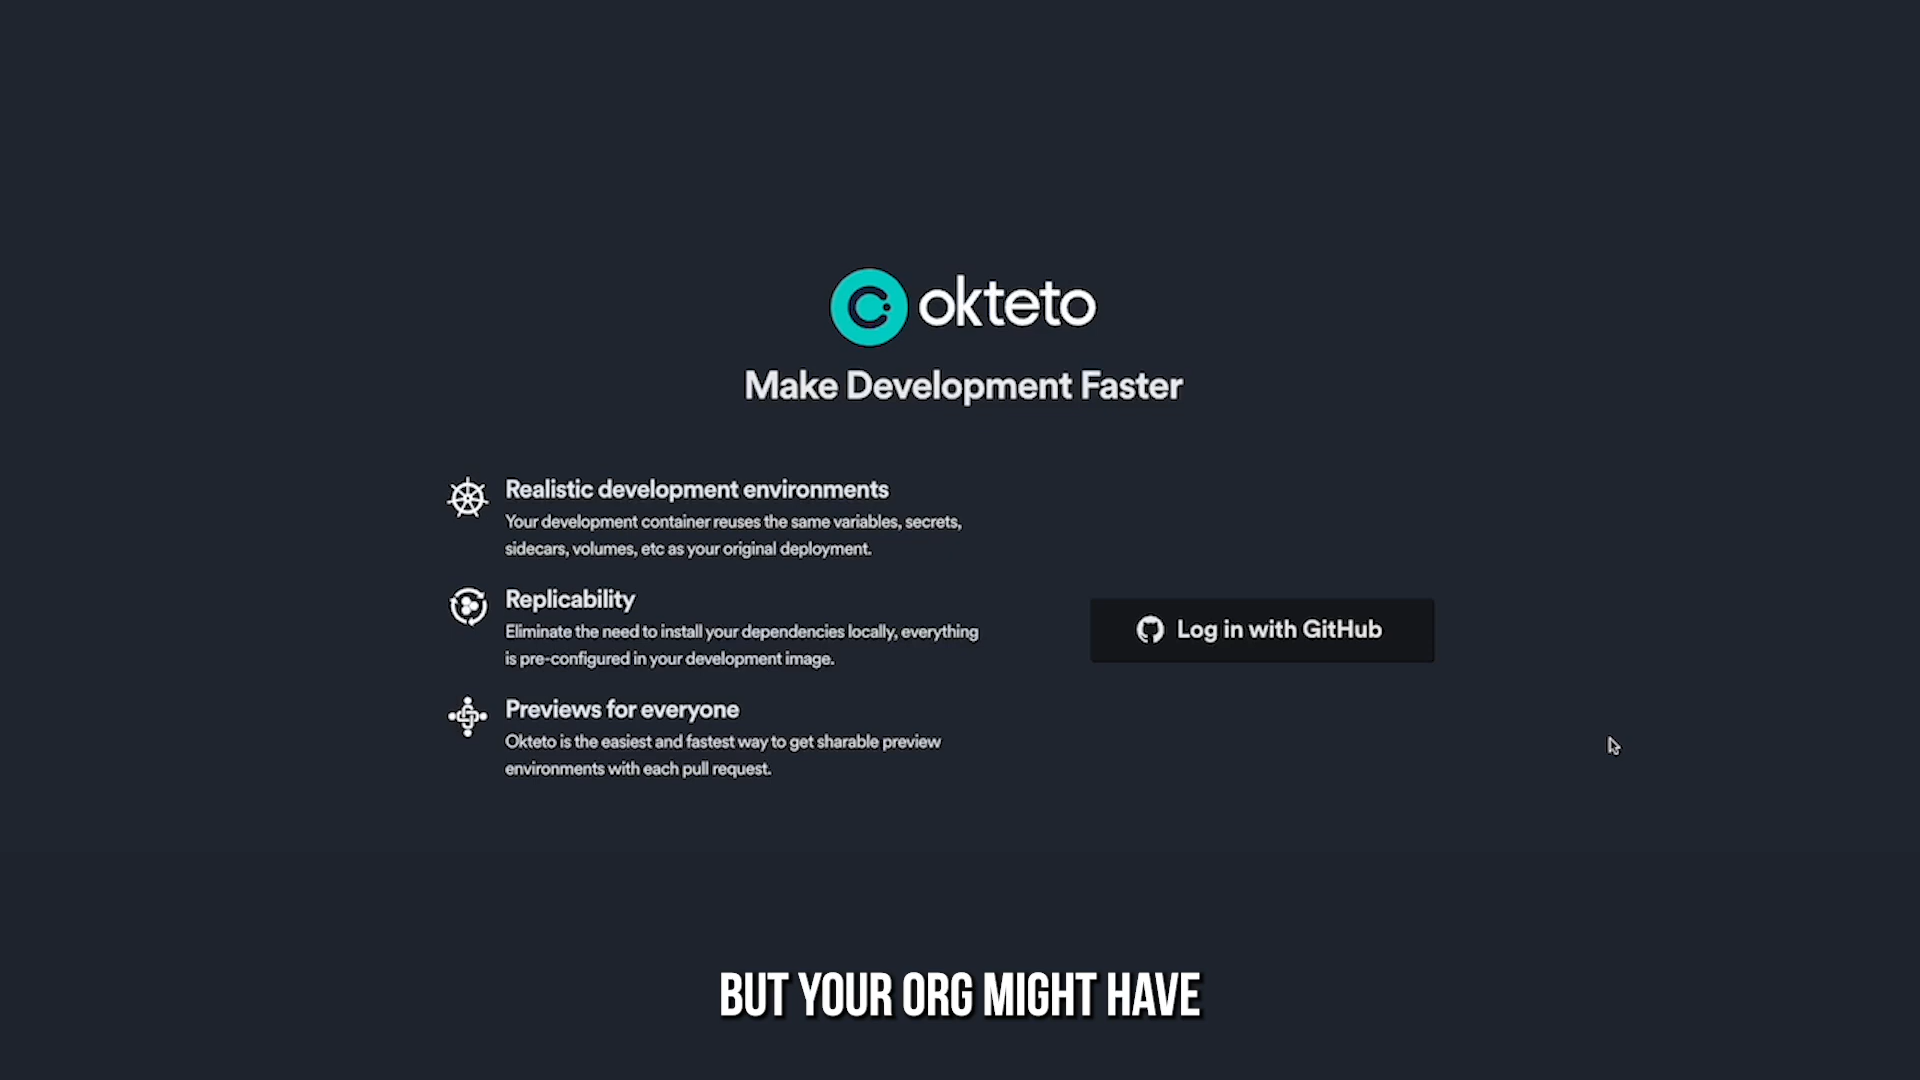 okteto
Make Development Faster
Realistic development environments
Your development container reuses the same variables, secrets,
sidecars, volumes, etc as your original deployment.
Replicability
Eliminate the need to install your dependencies locally, everything
is pre-configured in your development image.
Previews for everyone
Okteto is the easiest and fastest way to get sharable preview
environments with each pull request.
Log in with GitHub
BUT YOUR ORG MIGHT HAVE